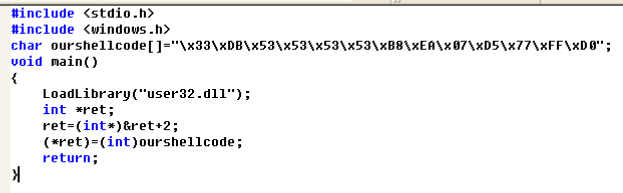 #include <stdio.h>
#include <windows.h>
char ourshellcode[]="\x33\xDB\x53\x53\x53\x53\xB8\xEA\x07\xD5\x77\xFF\xD0";
void main()
{
LoadLibrary("user32.dll");
int *ret;
ret=(int*)&ret+2;
(*ret)=(int)ourshellcode;
return;
}